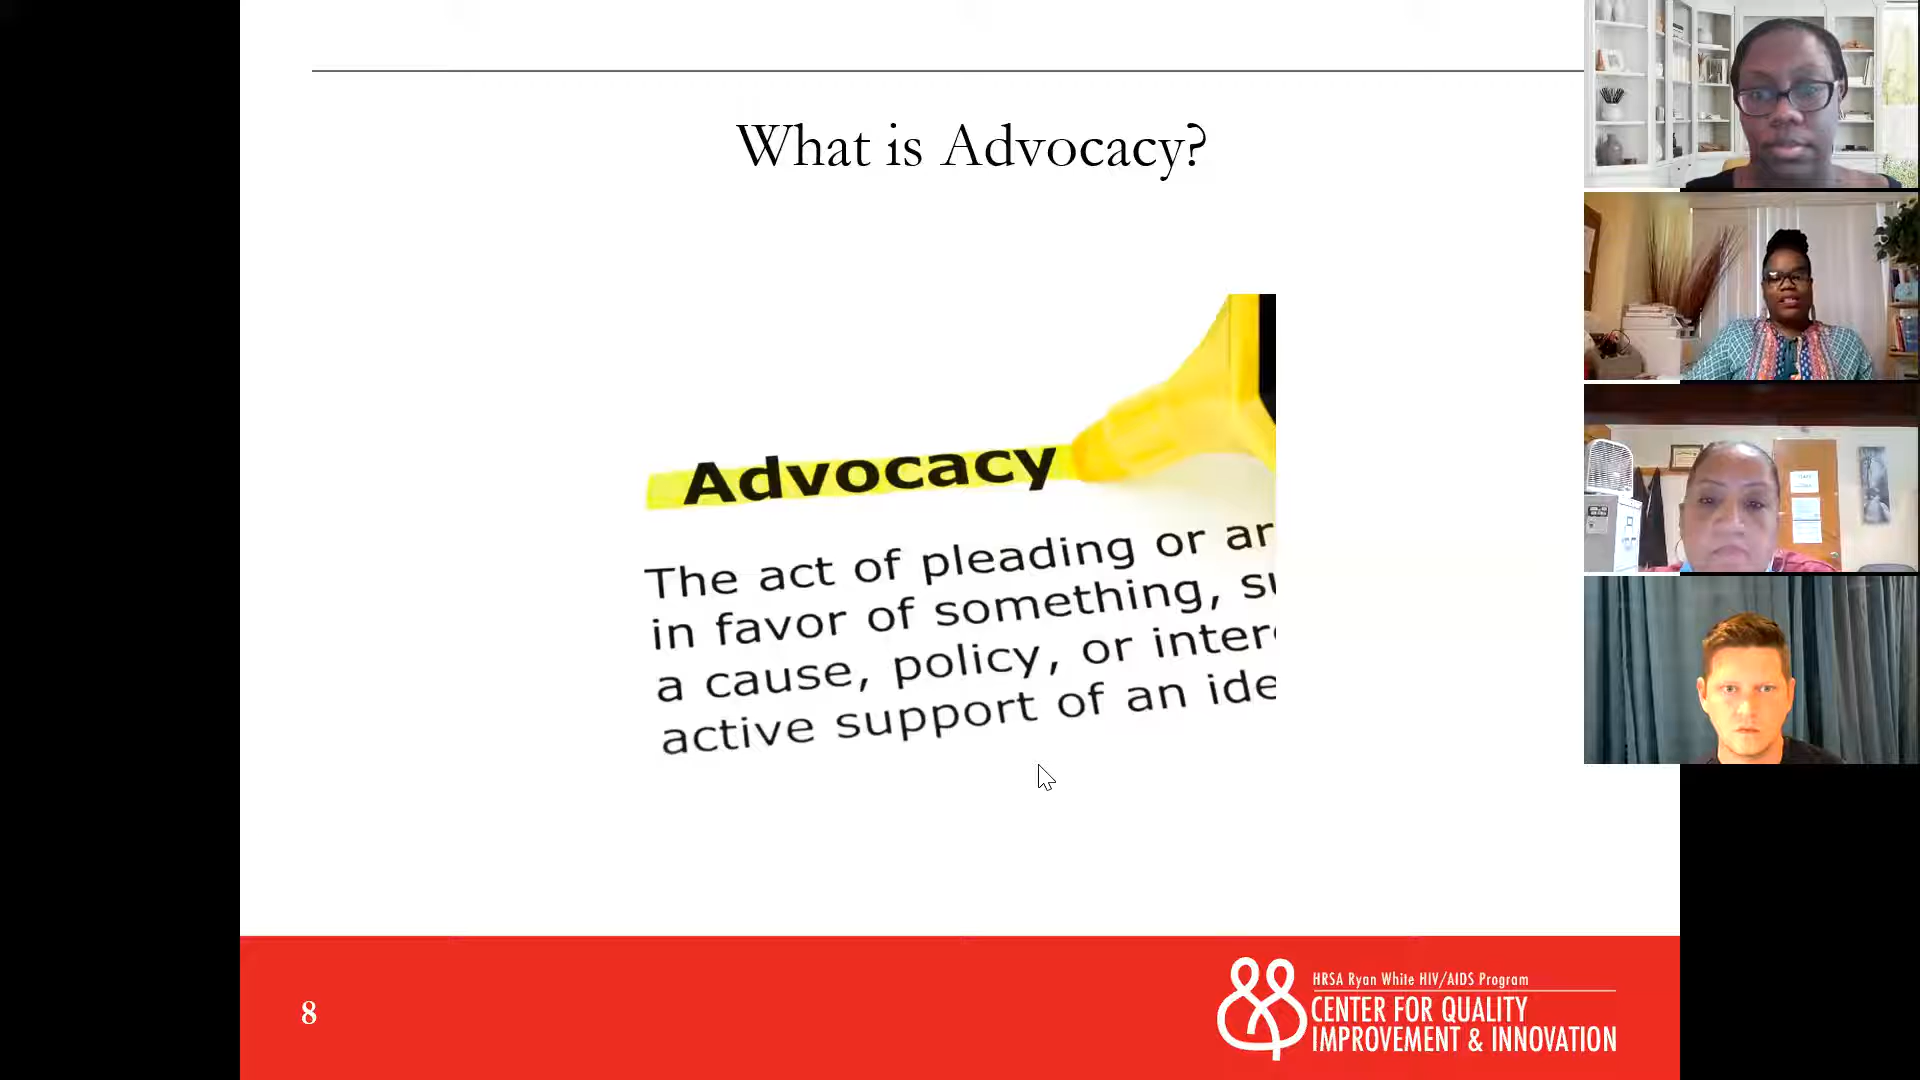 What is Advocacy?
Advocacy
The act of pleading or ar
in favor of something, su
a cause, policy, or inter
active support of an ide
8
HRSA Ryan White HIV/AIDS Program
CENTER FOR QUALITY
IMPROVEMENT & INNOVATION